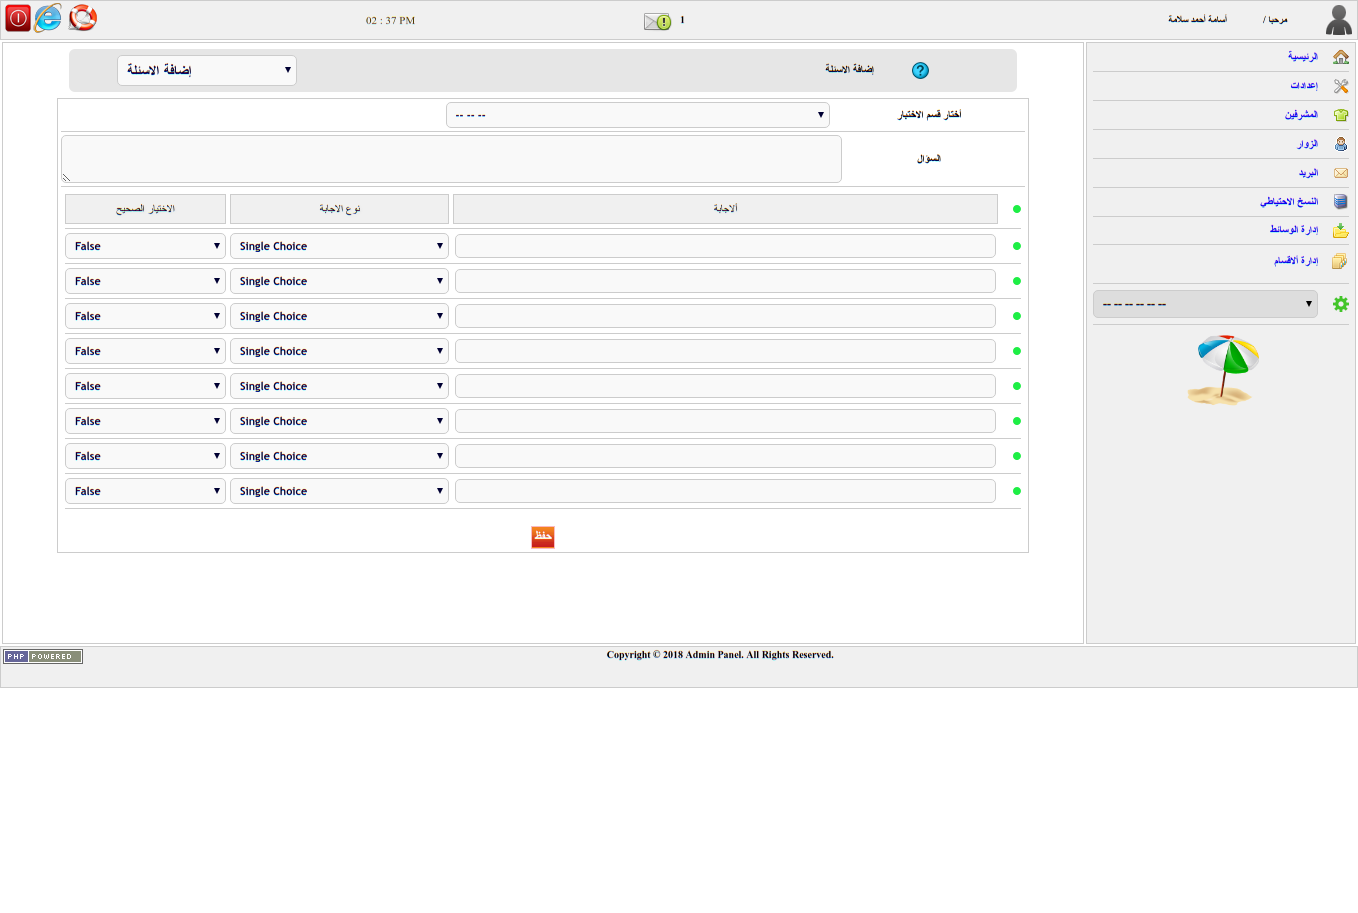 مرحبا / أسامة أحمد سلامة
1
02 : 37 PM
الرئيسية
إعدادات
المشرفين
الزوار
البريد
النسخ الاحتياطي
إدارة الوسائط
إدارة ألاقسام
-- -- -- -- -- --
إضافة الاسئلة
إضافة الاسئلة
أختار قسم الاختبار
-- -- --
السؤال
ألاجابة نوع الاجابة الاختيار الصحيح
Single Choice False
Single Choice False
Single Choice False
Single Choice False
Single Choice False
Single Choice False
Single Choice False
Single Choice False
حفظ
PHP POWERED
Copyright © 2018 Admin Panel. All Rights Reserved.